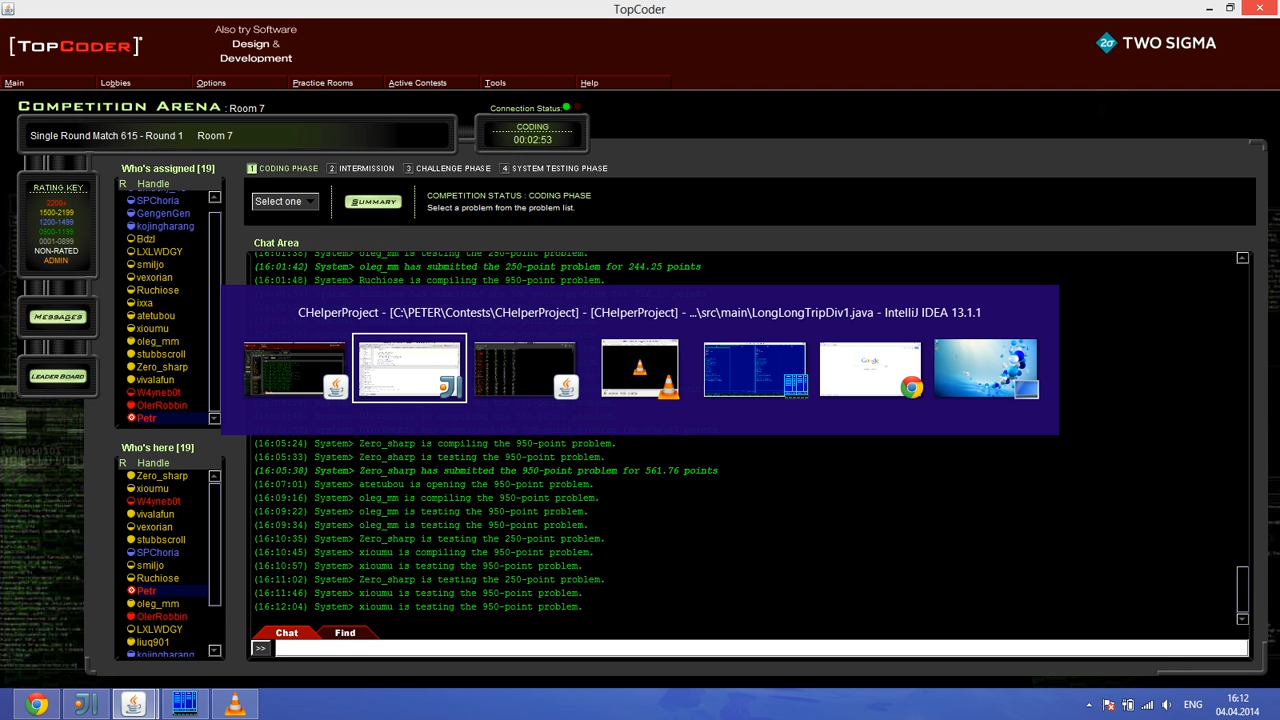 TopCoder
[TOPCODER]®
Also try Software
Design &
Development
2σ TWO SIGMA
Main Lobbies Options Practice Rooms Active Contests Tools Help
COMPETITION ARENA : Room 7
Connection Status:
Single Round Match 615 - Round 1 Room 7
CODING
00:02:53
Who's assigned [19]
R Handle
SPChoria
GengenGen
kojingharang
Bdzl
LXLWDGY
smiljo
vexorian
Ruchiose
ixxa
atetubou
xioumu
oleg_mm
stubbscroll
Zero_sharp
vivalafun
W4yneb0t
OlerRobbin
Petr
RATING KEY
2200+
1500-2199
1200-1499
0900-1199
0001-0899
NON-RATED
ADMIN
MESSAGES
LEADER BOARD
Who's here [19]
R Handle
Zero_sharp
xioumu
W4yneb0t
vivalafun
vexorian
stubbscroll
SPChoria
smiljo
Ruchiose
Petr
oleg_mm
OlerRobbin
LXLWDGY
liuq901
kojingharang
1 CODING PHASE 2 INTERMISSION 3 CHALLENGE PHASE 4 SYSTEM TESTING PHASE
Select one
SUMMARY
COMPETITION STATUS : CODING PHASE
Select a problem from the problem list.
Chat Area
(16:01:38) System> oleg_mm is testing the 250-point problem.
(16:01:42) System> oleg_mm has submitted the 250-point problem for 244.25 points
(16:01:48) System> Ruchiose is compiling the 950-point problem.
CHelperProject - [C:\PETER\Contests\CHelperProject] - [CHelperProject] - ...\src\main\LongLongTripDiv1.java - IntelliJ IDEA 13.1.1
(16:05:24) System> Zero_sharp is compiling the 950-point problem.
(16:05:33) System> Zero_sharp is testing the 950-point problem.
(16:05:38) System> Zero_sharp has submitted the 950-point problem for 561.76 points
(16:07:01) System> atetubou is opening the 950-point problem.
(16:09:16) System> oleg_mm is compiling the 950-point problem.
(16:09:22) System> oleg_mm is testing the 950-point problem.
(16:09:34) System> oleg_mm is testing the 950-point problem.
(16:10:35) System> Zero_sharp is testing the 250-point problem.
(16:10:45) System> xioumu is compiling the 950-point problem.
(16:10:57) System> xioumu is testing the 950-point problem.
(16:11:02) System> Zero_sharp is testing the 250-point problem.
(16:11:46) System> xioumu is testing the 950-point problem.
(16:12:04) System> xioumu is testing the 950-point problem.
Chat Find
>>
ENG
16:12
04.04.2014